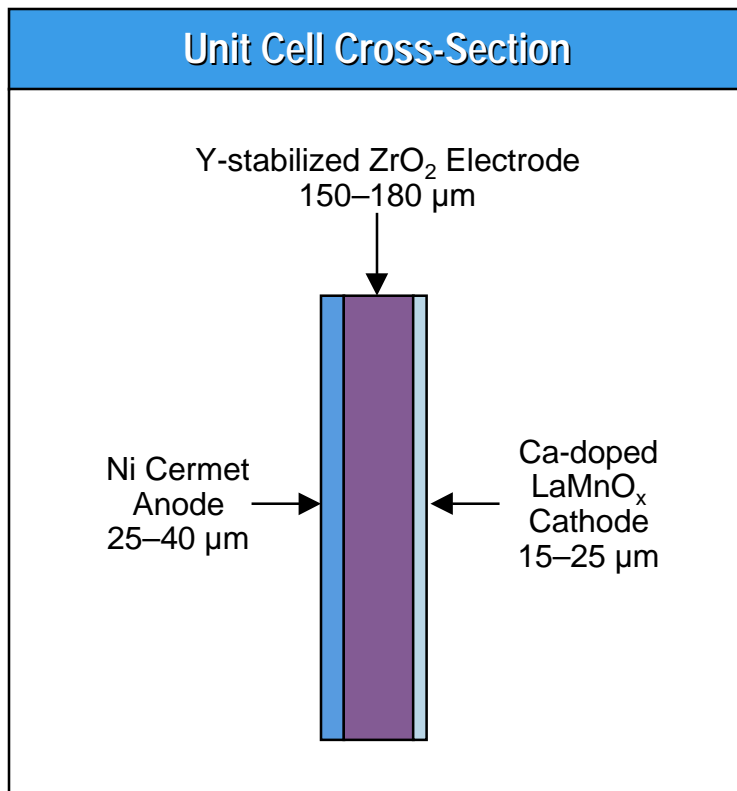 Unit Cell Cross-Section
Y-stabilized ZrO₂ Electrode
150–180 µm
Ni Cermet
Anode
25–40 µm
Ca-doped
LaMnOₓ
Cathode
15–25 µm